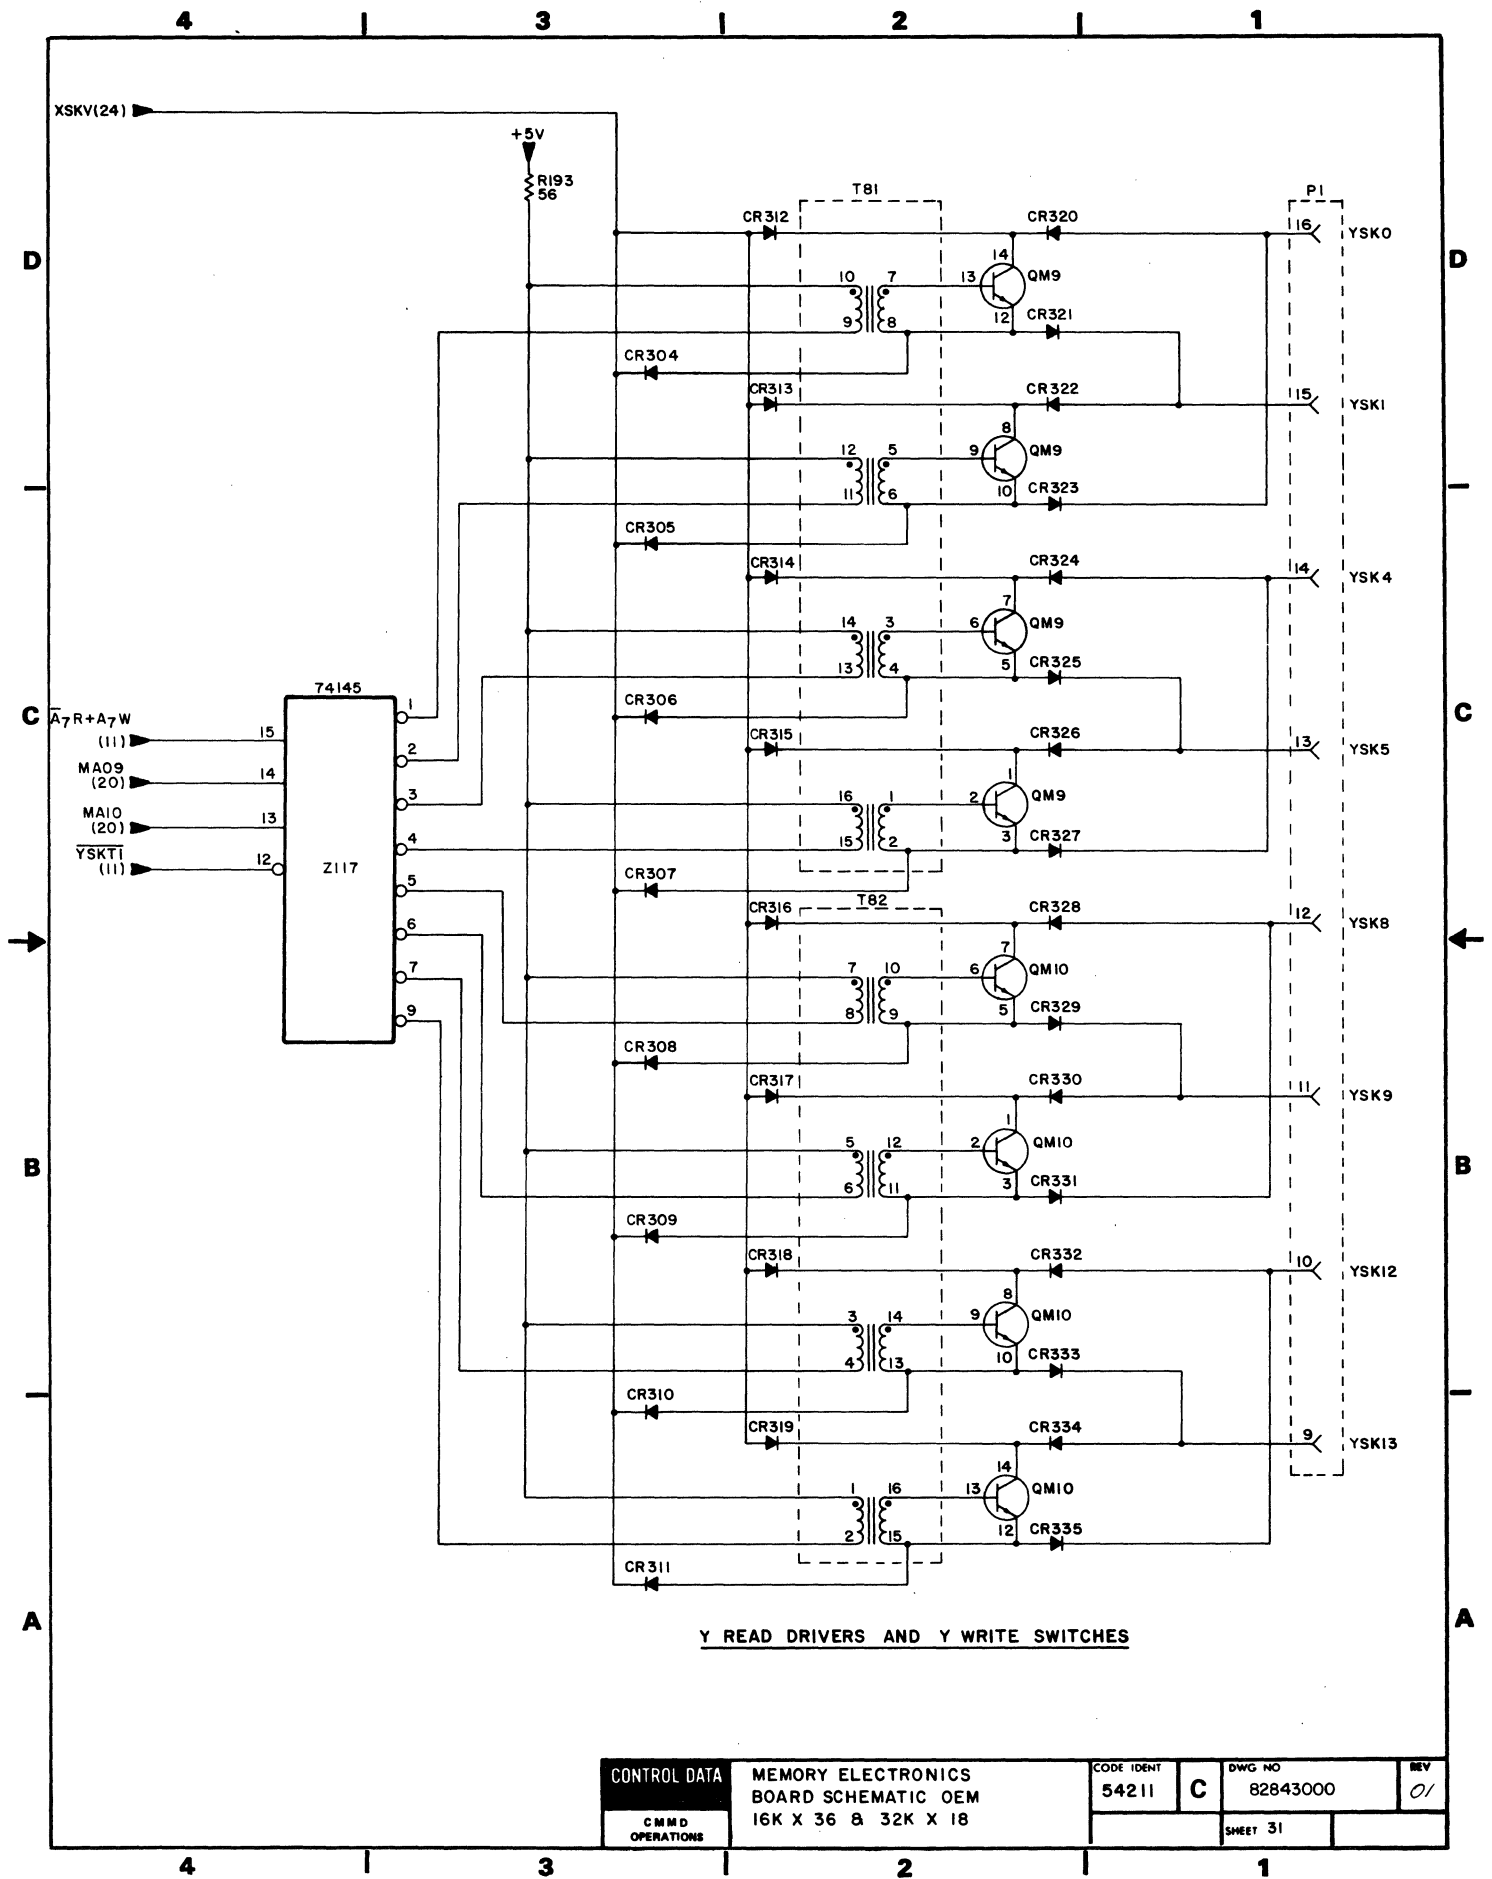 4 3 2 1
XSKV(24)
+5V
R193
56
T81
P1
CR312
CR320
16
YSK0
D
D
14
10
7
13
QM9
9
8
12
CR321
CR304
CR313
CR322
15
YSK1
8
12
5
9
QM9
11
6
10
CR323
CR305
CR314
CR324
14
YSK4
7
14
3
6
QM9
13
4
5
CR325
74145
1
CR306
C
A̅7R+A7W
(11)
15
C
CR315
CR326
13
YSK5
2
MA09
(20)
14
1
3
16
1
2
QM9
MA10
(20)
13
4
15
2
3
CR327
Y̅S̅K̅T̅1̅
(11)
12
Z117
CR307
5
T82
CR316
CR328
12
YSK8
6
7
7
7
10
6
QM10
9
8
9
5
CR329
CR308
CR317
CR330
11
YSK9
1
5
12
2
QM10
B
B
6
11
3
CR331
CR309
CR318
CR332
10
YSK12
8
3
14
9
QM10
4
13
10
CR333
CR310
CR319
CR334
9
YSK13
14
1
16
13
QM10
2
15
12
CR335
CR311
A
A
Y READ DRIVERS AND Y WRITE SWITCHES
CONTROL DATA
CMMD
OPERATIONS
MEMORY ELECTRONICS
BOARD SCHEMATIC OEM
16K X 36 & 32K X 18
CODE IDENT
54211
C
DWG NO
82843000
REV
01
SHEET 31
4 3 2 1